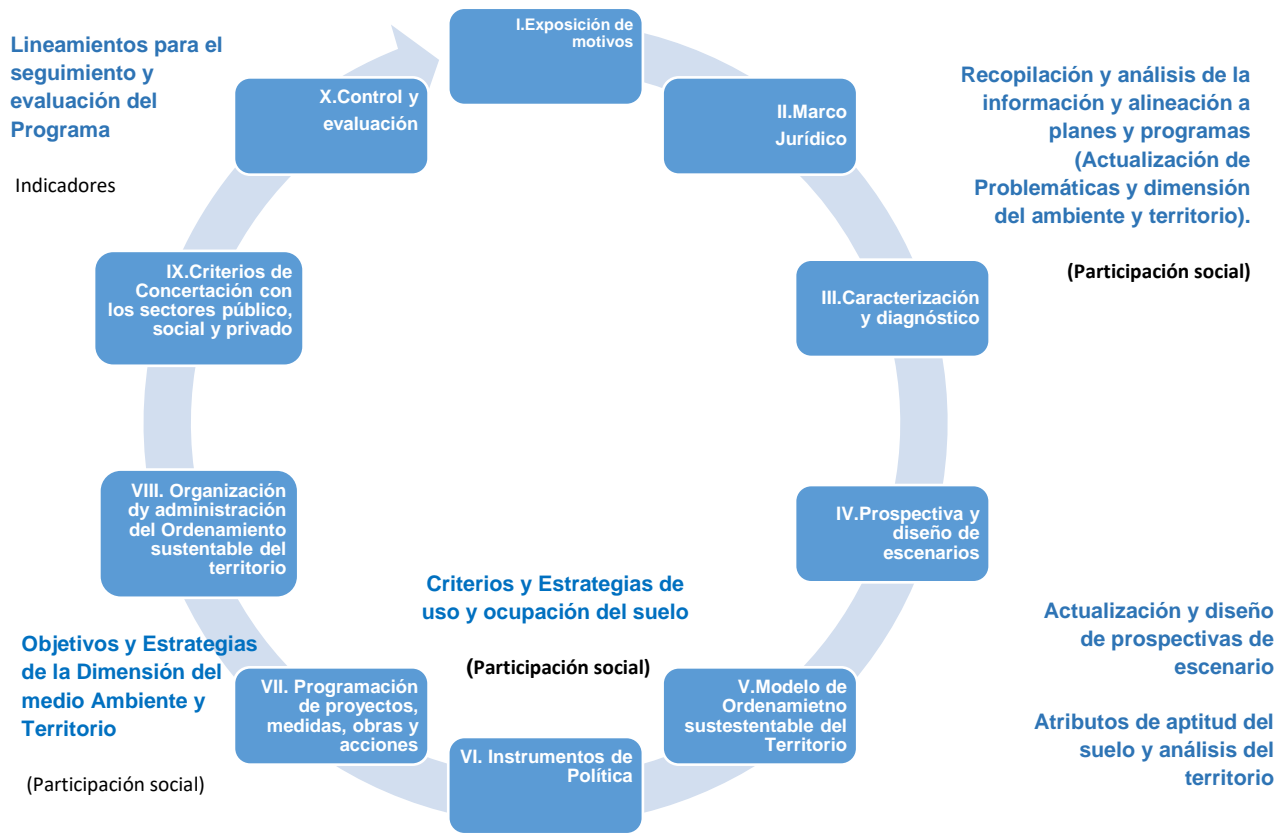 I.Exposición de
motivos
II.Marco
Jurídico
Recopilación y análisis de la
información y alineación a
planes y programas
(Actualización de
Problemáticas y dimensión
del ambiente y territorio).
(Participación social)
III.Caracterización
y diagnóstico
IV.Prospectiva y
diseño de
escenarios
Actualización y diseño
de prospectivas de
escenario
Atributos de aptitud del
suelo y análisis del
territorio
V.Modelo de
Ordenamietno
sustestentable del
Territorio
Criterios y Estrategias de
uso y ocupación del suelo
(Participación social)
VI. Instrumentos de
Política
VII. Programación
de proyectos,
medidas, obras y
acciones
Objetivos y Estrategias
de la Dimensión del
medio Ambiente y
Territorio
(Participación social)
VIII. Organización
dy administración
del Ordenamiento
sustentable del
territorio
IX.Criterios de
Concertación con
los sectores público,
social y privado
X.Control y
evaluación
Lineamientos para el
seguimiento y
evaluación del
Programa
Indicadores